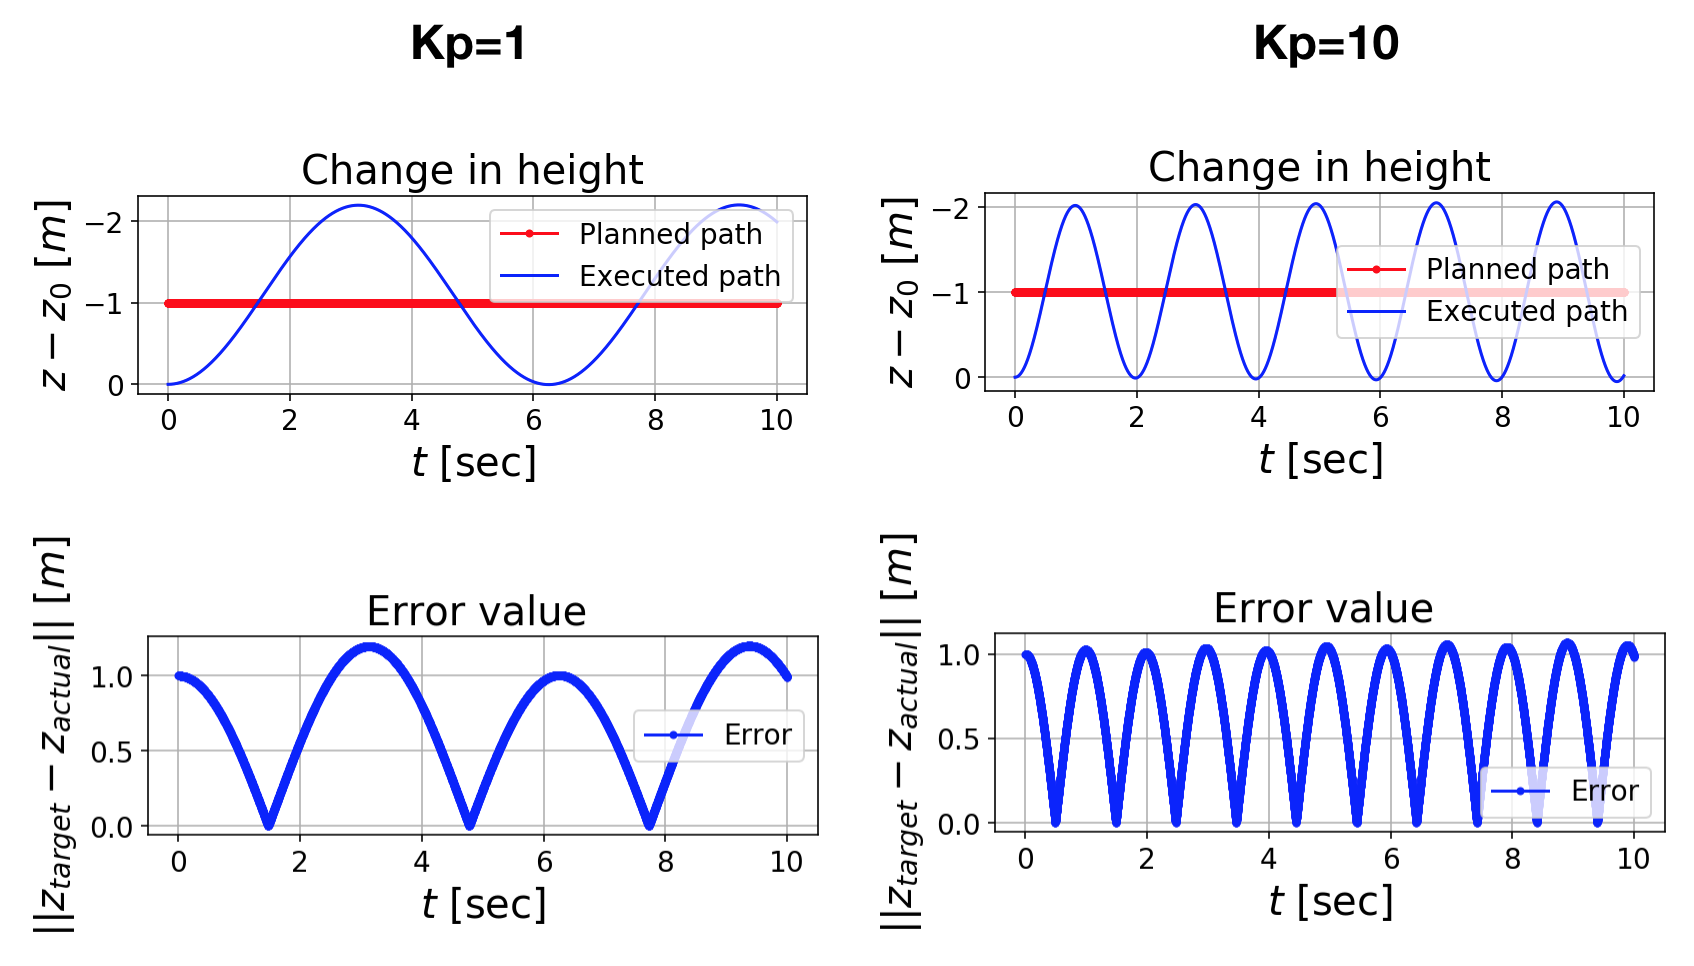 Kp=1
Change in height
z − z0 [m]
−2
−1
0
Planned path
Executed path
0 2 4 6 8 10
t [sec]
Error value
||ztarget − zactual|| [m]
1.0
0.5
0.0
Error
0 2 4 6 8 10
t [sec]
Kp=10
Change in height
z − z0 [m]
−2
−1
0
Planned path
Executed path
0 2 4 6 8 10
t [sec]
Error value
||ztarget − zactual|| [m]
1.0
0.5
0.0
Error
0 2 4 6 8 10
t [sec]